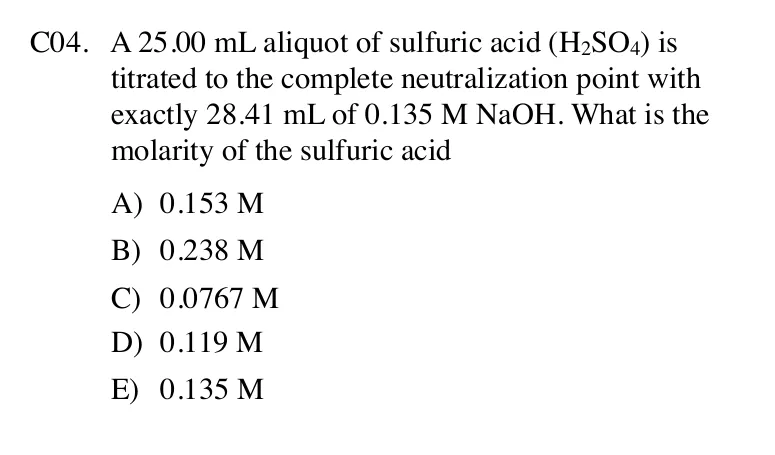 C04. A 25.00 mL aliquot of sulfuric acid (H₂SO₄) is
titrated to the complete neutralization point with
exactly 28.41 mL of 0.135 M NaOH. What is the
molarity of the sulfuric acid
A) 0.153 M
B) 0.238 M
C) 0.0767 M
D) 0.119 M
E) 0.135 M